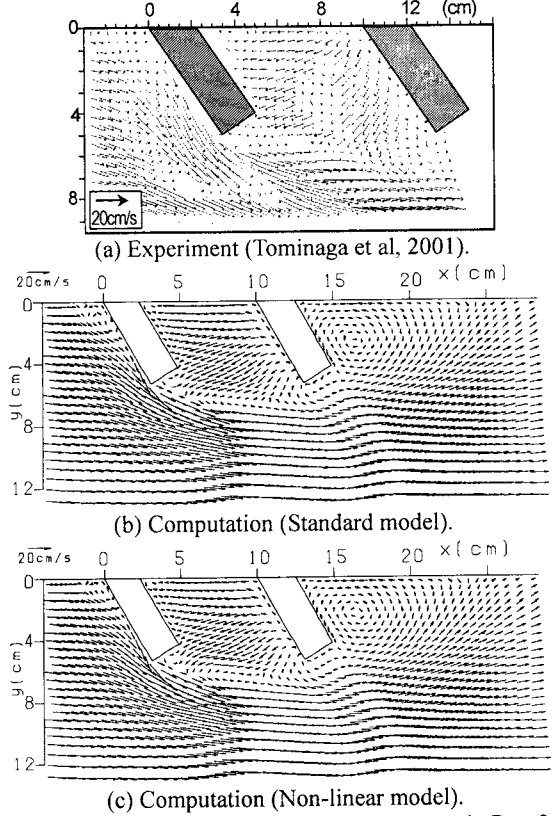 0 4 8 12 (cm)
0
4
8
20cm/s
(a) Experiment (Tominaga et al, 2001).
20cm/s 0 5 10 15 20 x(cm)
0
4
y(cm)
8
12
(b) Computation (Standard model).
20cm/s 0 5 10 15 20 x(cm)
0
4
y(cm)
8
12
(c) Computation (Non-linear model).